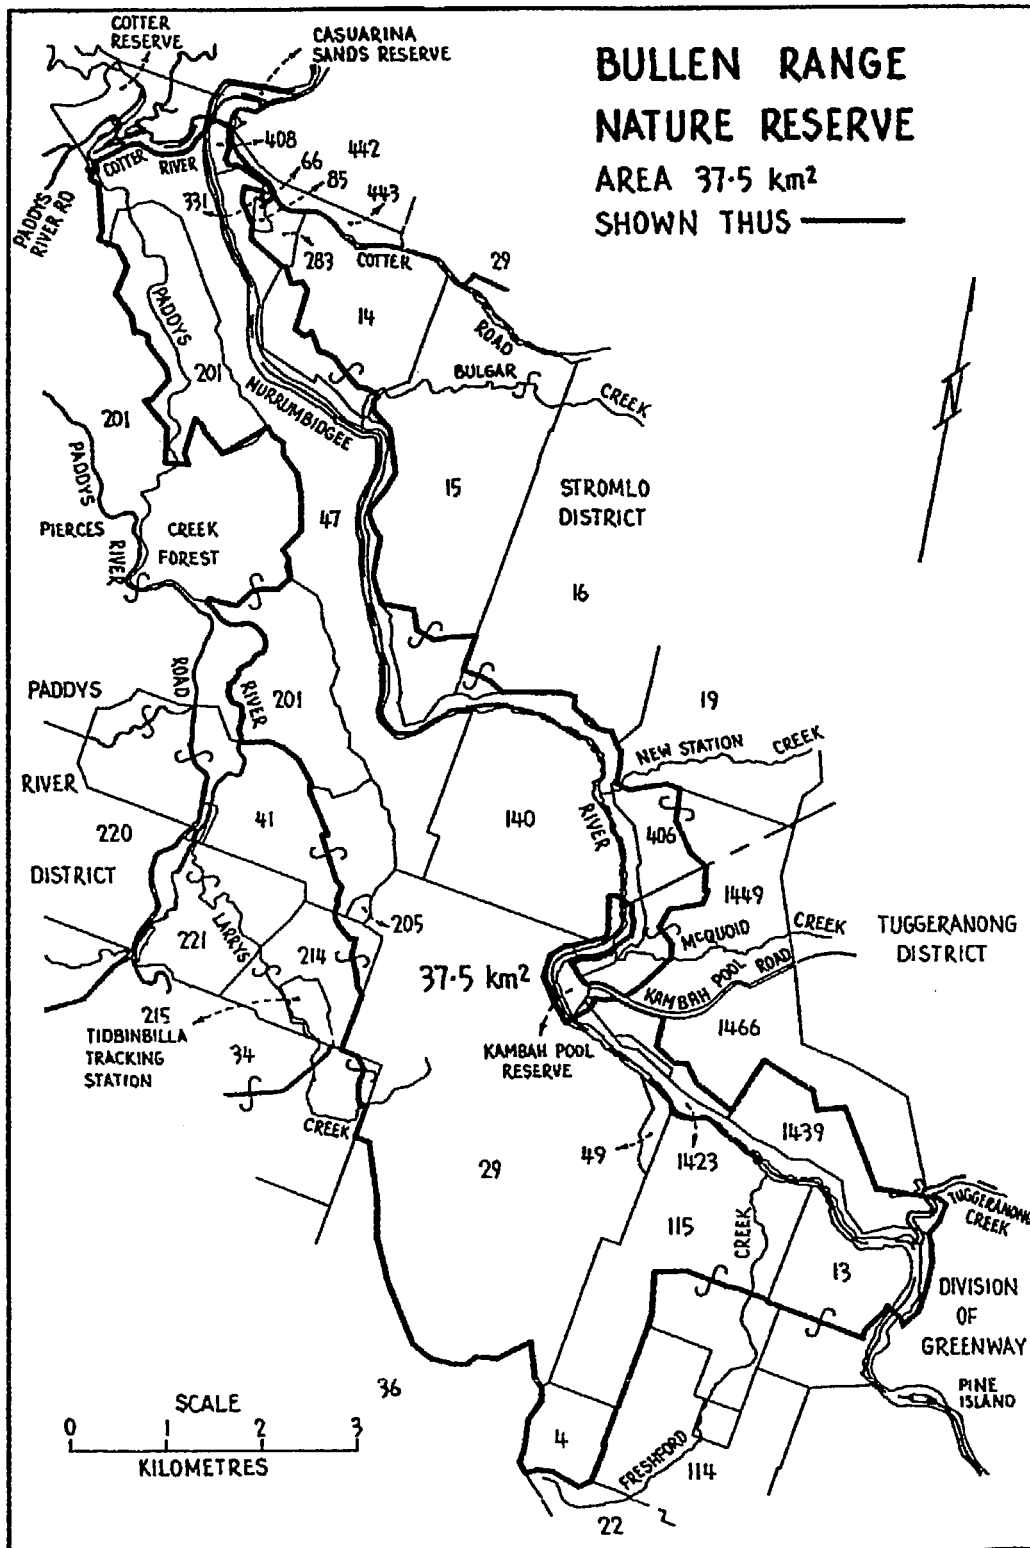 BULLEN RANGE
NATURE RESERVE
AREA 37·5 km²
SHOWN THUS
COTTER
RESERVE
CASUARINA
SANDS RESERVE
COTTER RIVER
PADDYS
RIVER RD
408
66
442
85
443
331
283
COTTER
ROAD
29
14
PADDYS
201
201
MURRUMBIDGEE
BULGAR
CREEK
PADDYS
RIVER
PIERCES
CREEK
FOREST
47
15
STROMLO
DISTRICT
16
PADDYS
ROAD
RIVER
201
19
NEW STATION CREEK
RIVER
DISTRICT
220
41
140
RIVER
406
1449
205
LARRYS
221
214
37·5 km²
McQUOID CREEK
KAMBAH POOL ROAD
TUGGERANONG
DISTRICT
215
TIDBINBILLA
TRACKING
STATION
34
CREEK
KAMBAH POOL
RESERVE
1466
1439
49
1423
29
115
CREEK
TUGGERANONG
CREEK
13
DIVISION
OF
GREENWAY
PINE
ISLAND
36
SCALE
0 1 2 3
KILOMETRES
4
FRESHFORD
114
22
2
N